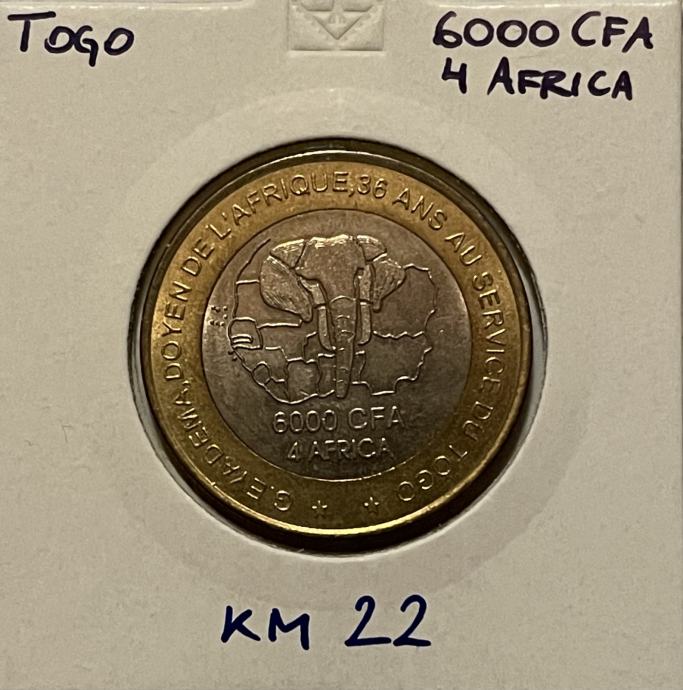 TOGO
6000 CFA
4 AFRICA
G.EYADEMA,DOYEN DE L'AFRIQUE,36 ANS AU SERVICE DU TOGO
6000 CFA
4 AFRICA
KM 22